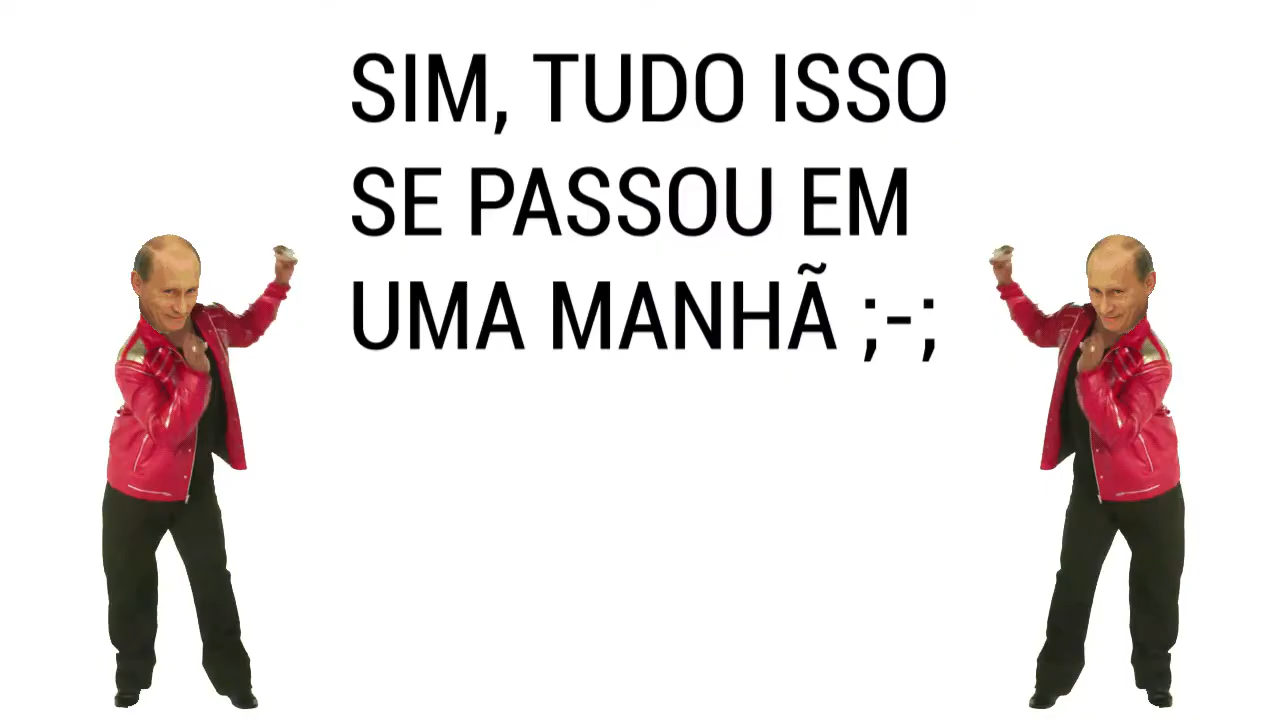 SIM, TUDO ISSO
SE PASSOU EM
UMA MANHÃ ;-;